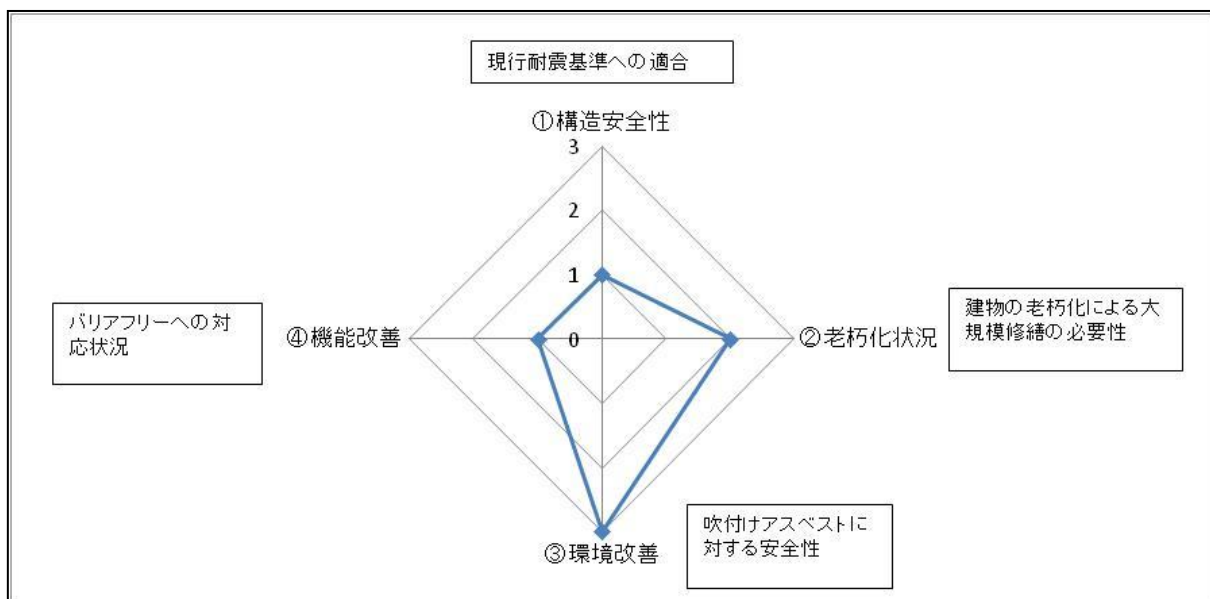 現行耐震基準への適合
①構造安全性
3
2
1
0
バリアフリーへの対
応状況
④機能改善
②老朽化状況
建物の老朽化による大
規模修繕の必要性
③環境改善
吹付けアスベストに
対する安全性